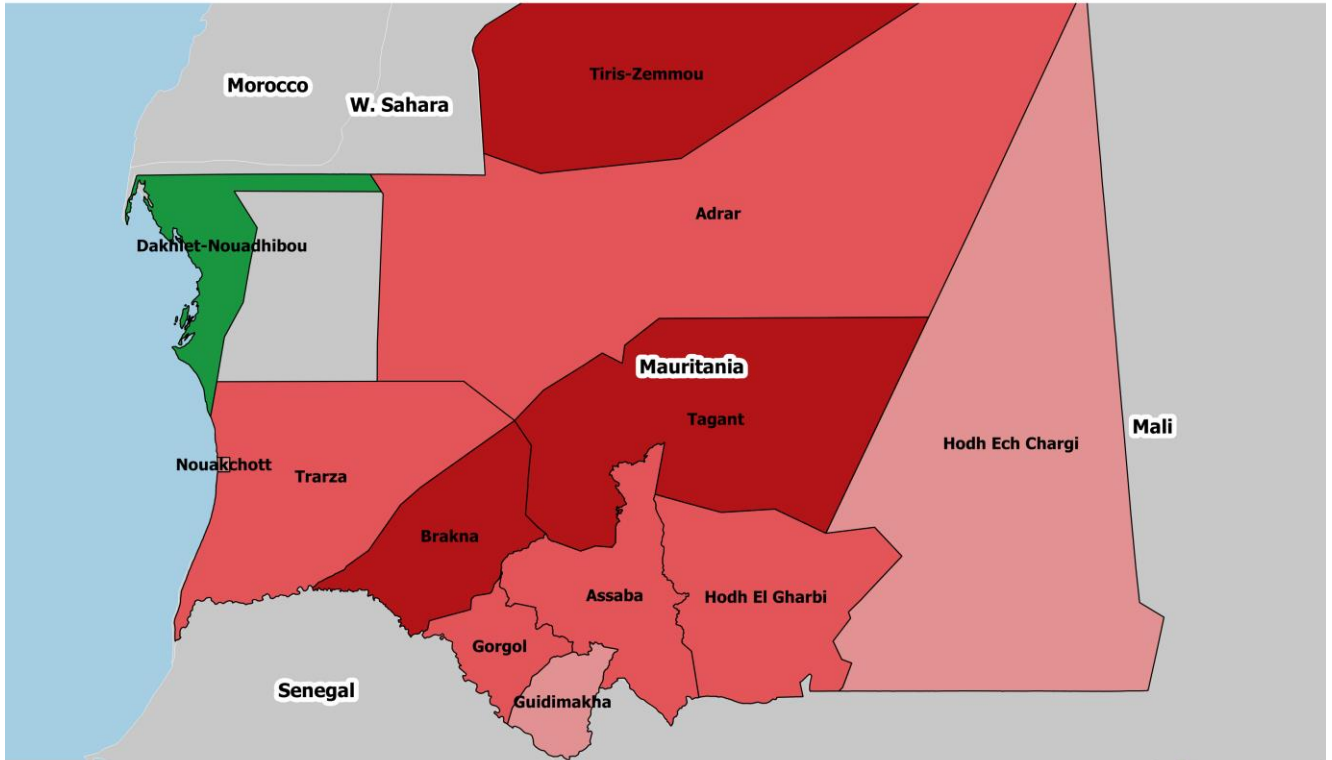 Tiris-Zemmou
Morocco
W. Sahara
Adrar
Dakhlet-Nouadhibou
Mauritania
Tagant
Mali
Hodh Ech Chargi
Nouakchott
Trarza
Brakna
Assaba
Hodh El Gharbi
Gorgol
Senegal
Guidimakha